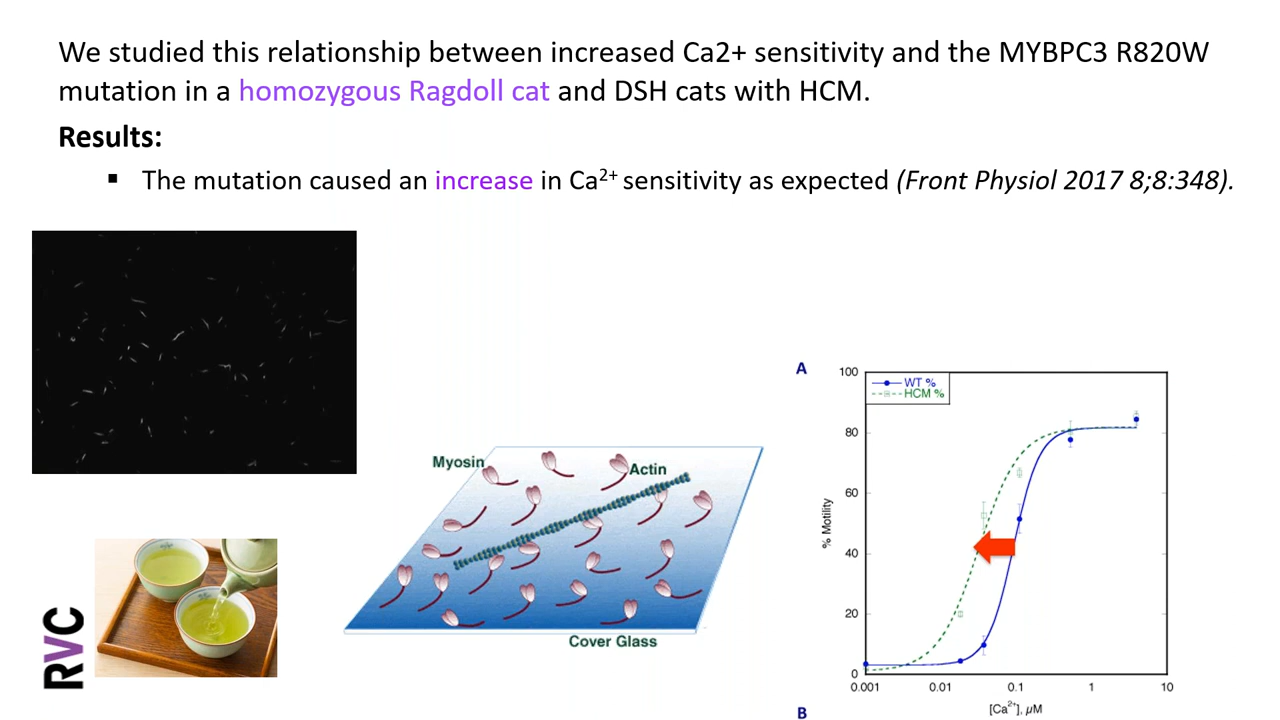 We studied this relationship between increased Ca2+ sensitivity and the MYBPC3 R820W
mutation in a homozygous Ragdoll cat and DSH cats with HCM.
Results:
▪ The mutation caused an increase in Ca²⁺ sensitivity as expected (Front Physiol 2017 8;8:348).
Myosin
Actin
Cover Glass
RVC
A
WT %
HCM %
100
80
60
40
20
0
% Motility
0.001
0.01
0.1
1
10
[Ca²⁺], µM
B